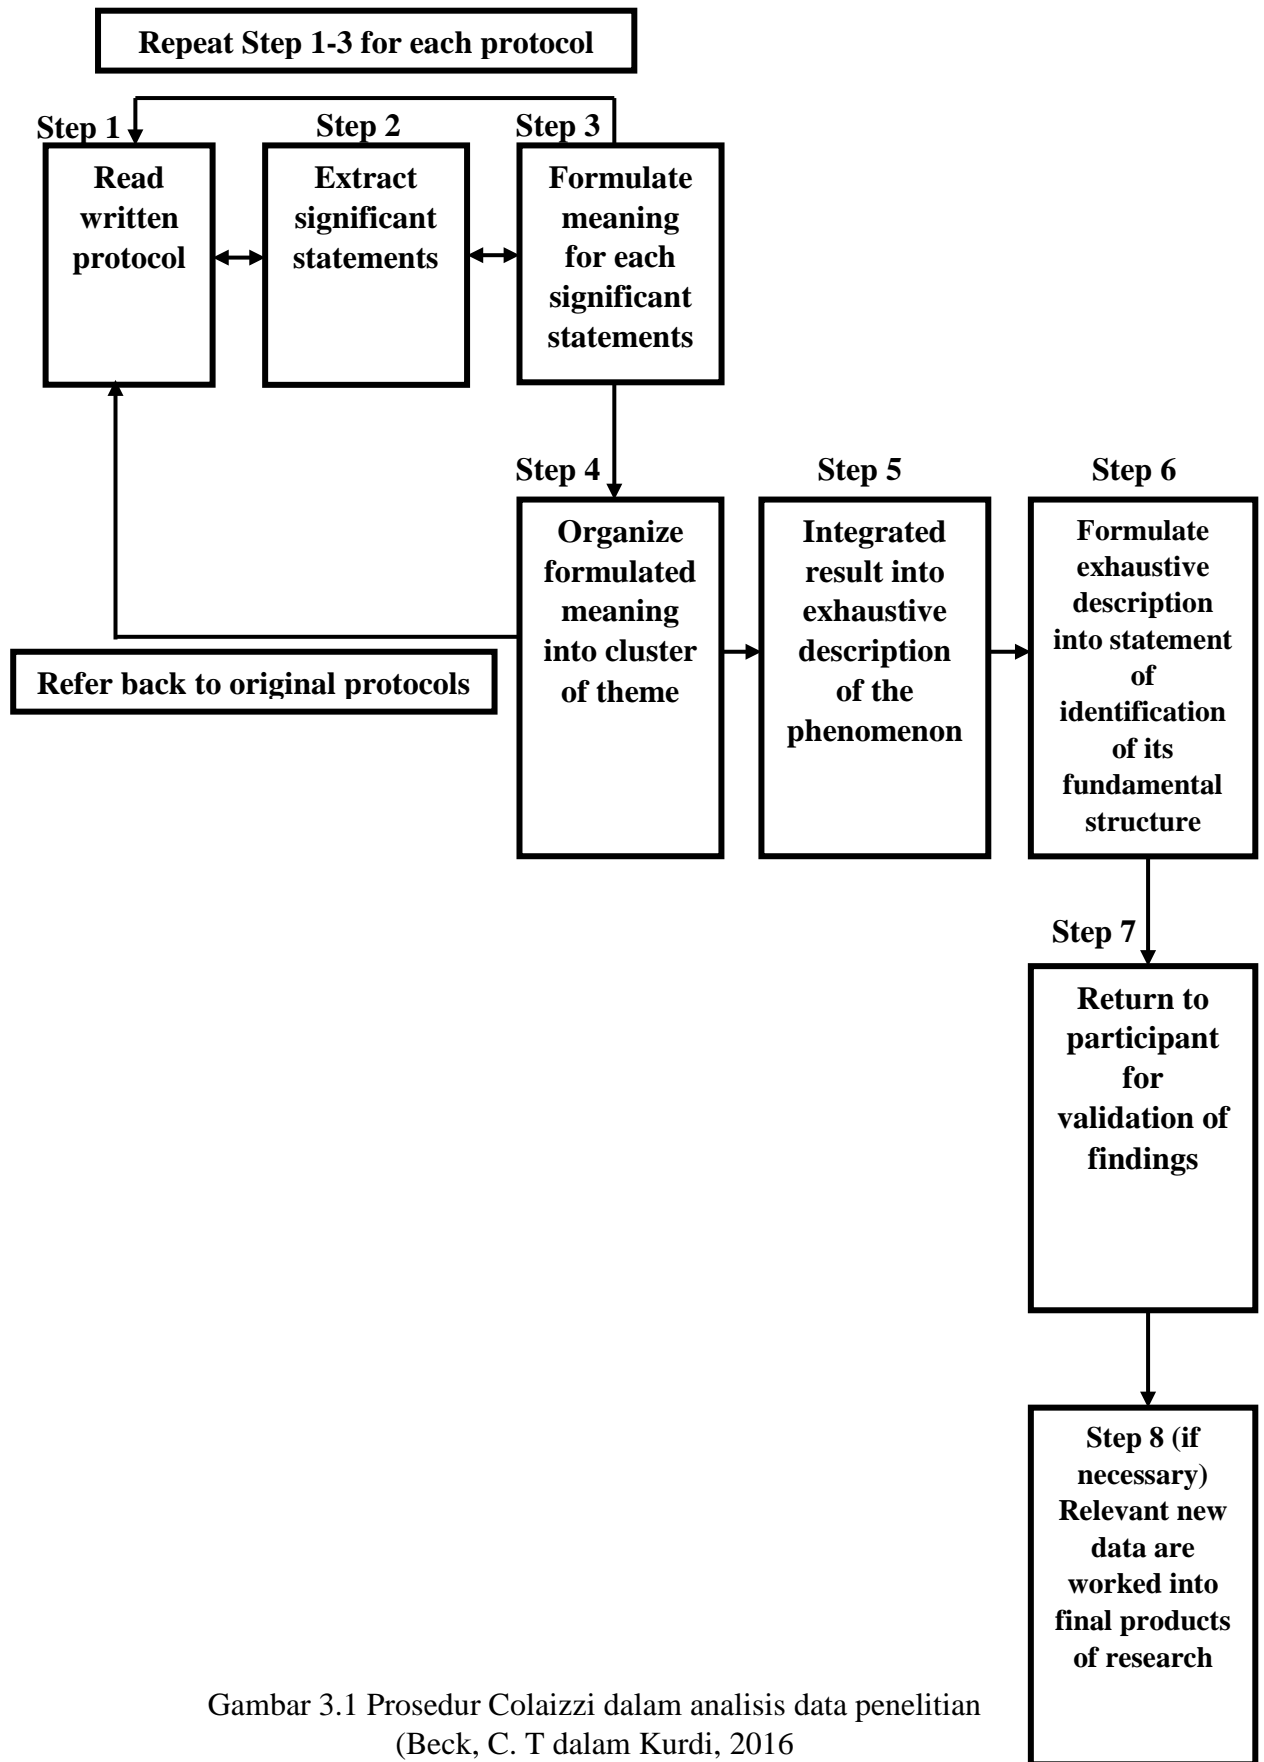 Repeat Step 1-3 for each protocol
Step 1
Read
written
protocol
Step 2
Extract
significant
statements
Step 3
Formulate
meaning
for each
significant
statements
Step 4
Organize
formulated
meaning
into cluster
of theme
Refer back to original protocols
Step 5
Integrated
result into
exhaustive
description
of the
phenomenon
Step 6
Formulate
exhaustive
description
into statement
of
identification
of its
fundamental
structure
Step 7
Return to
participant
for
validation of
findings
Step 8 (if
necessary)
Relevant new
data are
worked into
final products
of research
Gambar 3.1 Prosedur Colaizzi dalam analisis data penelitian
(Beck, C. T dalam Kurdi, 2016